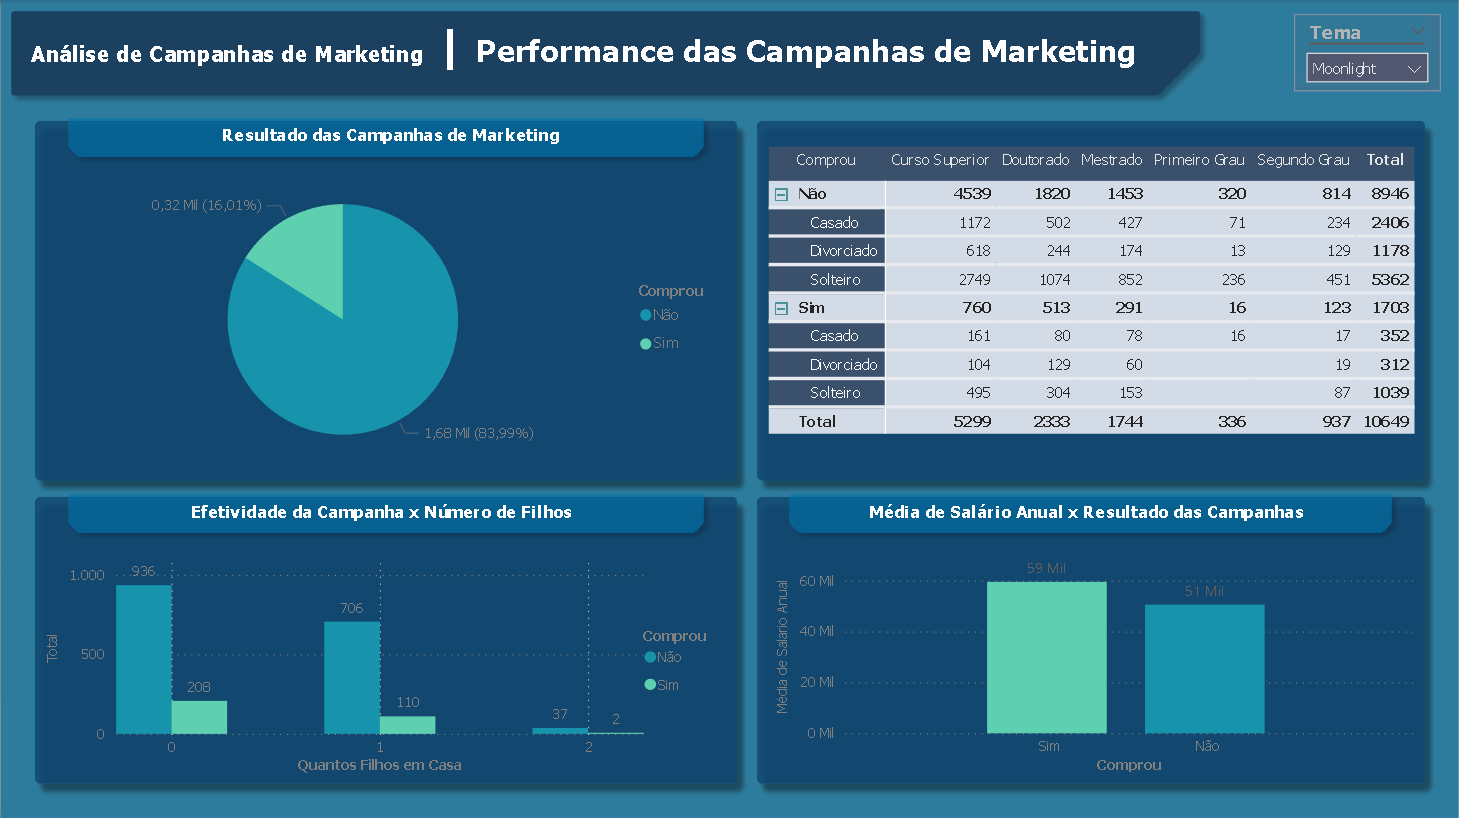 Análise de Campanhas de Marketing | Performance das Campanhas de Marketing
Tema
Moonlight
Resultado das Campanhas de Marketing
0,32 Mil (16,01%)
1,68 Mil (83,99%)
Comprou
Não
Sim
Comprou Curso Superior Doutorado Mestrado Primeiro Grau Segundo Grau Total
Não 4539 1820 1453 320 814 8946
Casado 1172 502 427 71 234 2406
Divorciado 618 244 174 13 129 1178
Solteiro 2749 1074 852 236 451 5362
Sim 760 513 291 16 123 1703
Casado 161 80 78 16 17 352
Divorciado 104 129 60 19 312
Solteiro 495 304 153 87 1039
Total 5299 2333 1744 336 937 10649
Efetividade da Campanha x Número de Filhos
Total
1.000
500
0
936
208
706
110
37
2
0 1 2
Quantos Filhos em Casa
Comprou
Não
Sim
Média de Salário Anual x Resultado das Campanhas
Média de Salario Anual
60 Mil
40 Mil
20 Mil
0 Mil
59 Mil
51 Mil
Sim Não
Comprou